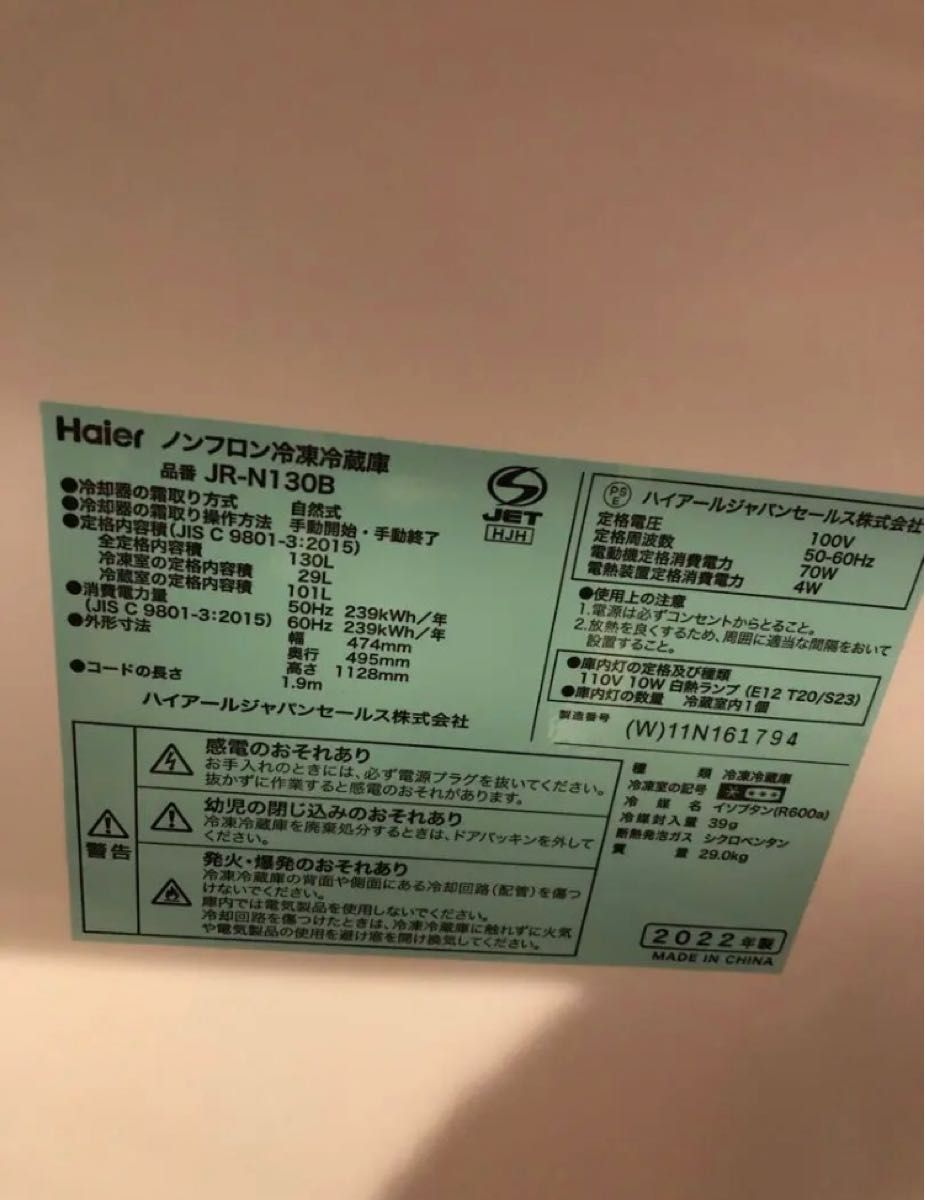 Haier ノンフロン冷凍冷蔵庫
品番 JR-N130B
●冷却器の霜取り方式 自然式
●冷却器の霜取り操作方法 手動開始・手動終了
●定格内容積(JIS C 9801-3:2015)
全定格内容積 130L
冷凍室の定格内容積 29L
冷蔵室の定格内容積 101L
●消費電力量 50Hz 239kWh/年
(JIS C 9801-3:2015) 60Hz 239kWh/年
●外形寸法 幅 474mm
奥行 495mm
高さ 1128mm
●コードの長さ 1.9m
ハイアールジャパンセールス株式会社
JET
HJH
PS E ハイアールジャパンセールス株式会社
定格電圧 100V
定格周波数 50-60Hz
電動機定格消費電力 70W
電熱装置定格消費電力 4W
●使用上の注意
1.電源は必ずコンセントからとること。
2.放熱を良くするため、周囲に適当な間隔をおいて
設置すること。
●庫内灯の定格及び種類
110V 10W 白熱ランプ (E12 T20/S23)
●庫内灯の数量 冷蔵室内1個
製造番号 (W)11N161794
警告
感電のおそれあり
お手入れのときには、必ず電源プラグを抜いてください。
抜かずに作業すると感電のおそれがあります。
幼児の閉じ込みのおそれあり
冷凍冷蔵庫を廃棄処分するときは、ドアパッキンを外して
ください。
発火・爆発のおそれあり
冷凍冷蔵庫の背面や側面にある冷却回路(配管)を傷つ
けないでください。
庫内では電気製品を使用しないでください。
冷却回路を傷つけたときは、冷凍冷蔵庫に触れずに火気
や電気製品の使用を避け窓を開け換気してください。
種類 冷凍冷蔵庫
冷凍室の記号
冷媒名 イソブタン(R600a)
冷媒封入量 39g
断熱発泡ガス シクロペンタン
質量 29.0kg
2022年製
MADE IN CHINA